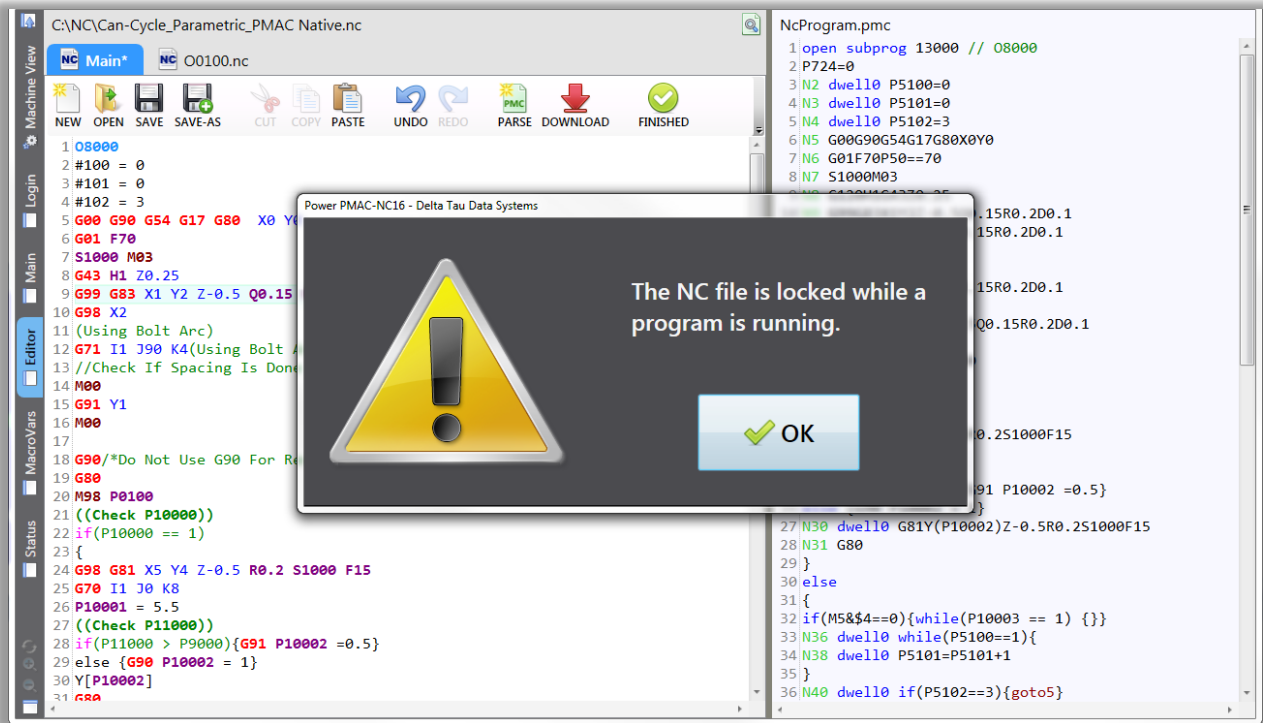 C:\NC\Can-Cycle_Parametric_PMAC Native.nc
NC Main*
NC O0100.nc
NEW OPEN SAVE SAVE-AS CUT COPY PASTE UNDO REDO PMC PARSE DOWNLOAD FINISHED
Machine View
Login
Main
Editor
MacroVars
Status
1 O8000
2 #100 = 0
3 #101 = 0
4 #102 = 3
5 G00 G90 G54 G17 G80 X0
6 G01 F70
7 S1000 M03
8 G43 H1 Z0.25
9 G99 G83 X1 Y2 Z-0.5 Q0.15
10 G98 X2
11 (Using Bolt Arc)
12 G71 I1 J90 K4(Using Bolt
13 //Check If Spacing Is Done
14 M00
15 G91 Y1
16 M00
17
18 G90/*Do Not Use G90 For
19 G80
20 M98 P0100
21 ((Check P10000))
22 if(P10000 == 1)
23 {
24 G98 G81 X5 Y4 Z-0.5 R0.2 S1000 F15
25 G70 I1 J0 K8
26 P10001 = 5.5
27 ((Check P11000))
28 if(P11000 > P9000){G91 P10002 =0.5}
29 else {G90 P10002 = 1}
30 Y[P10002]
31 G80
Power PMAC-NC16 - Delta Tau Data Systems
The NC file is locked while a
program is running.
OK
NcProgram.pmc
1 open subprog 13000 // O8000
2 P724=0
3 N2 dwell0 P5100=0
4 N3 dwell0 P5101=0
5 N4 dwell0 P5102=3
6 N5 G00G90G54G17G80X0Y0
7 N6 G01F70P50==70
8 N7 S1000M03
.15R0.2D0.1
15R0.2D0.1
15R0.2D0.1
Q0.15R0.2D0.1
0.2S1000F15
G91 P10002 =0.5}
27 N30 dwell0 G81Y(P10002)Z-0.5R0.2S1000F15
28 N31 G80
29 }
30 else
31 {
32 if(M5&$4==0){while(P10003 == 1) {}}
33 N36 dwell0 while(P5100==1){
34 N38 dwell0 P5101=P5101+1
35 }
36 N40 dwell0 if(P5102==3){goto5}